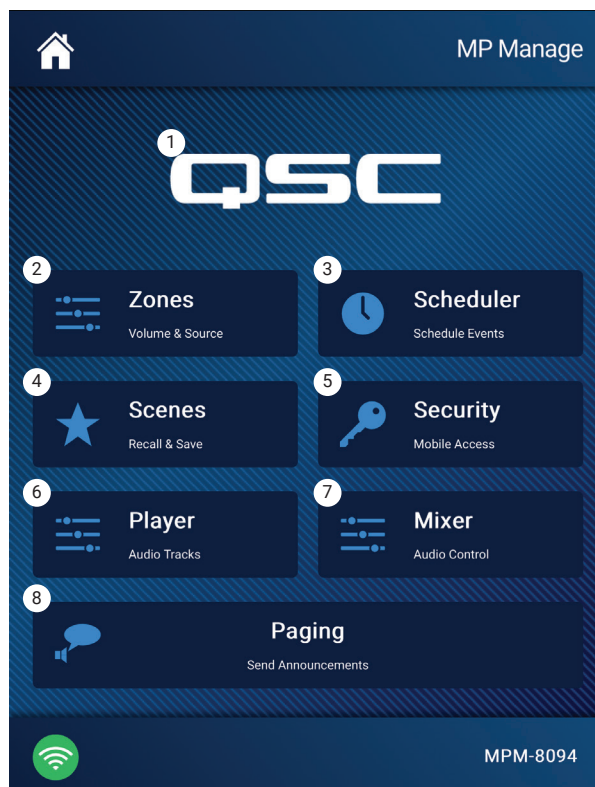 MP Manage
1
QSC
2
Zones
Volume & Source
3
Scheduler
Schedule Events
4
Scenes
Recall & Save
5
Security
Mobile Access
6
Player
Audio Tracks
7
Mixer
Audio Control
8
Paging
Send Announcements
MPM-8094